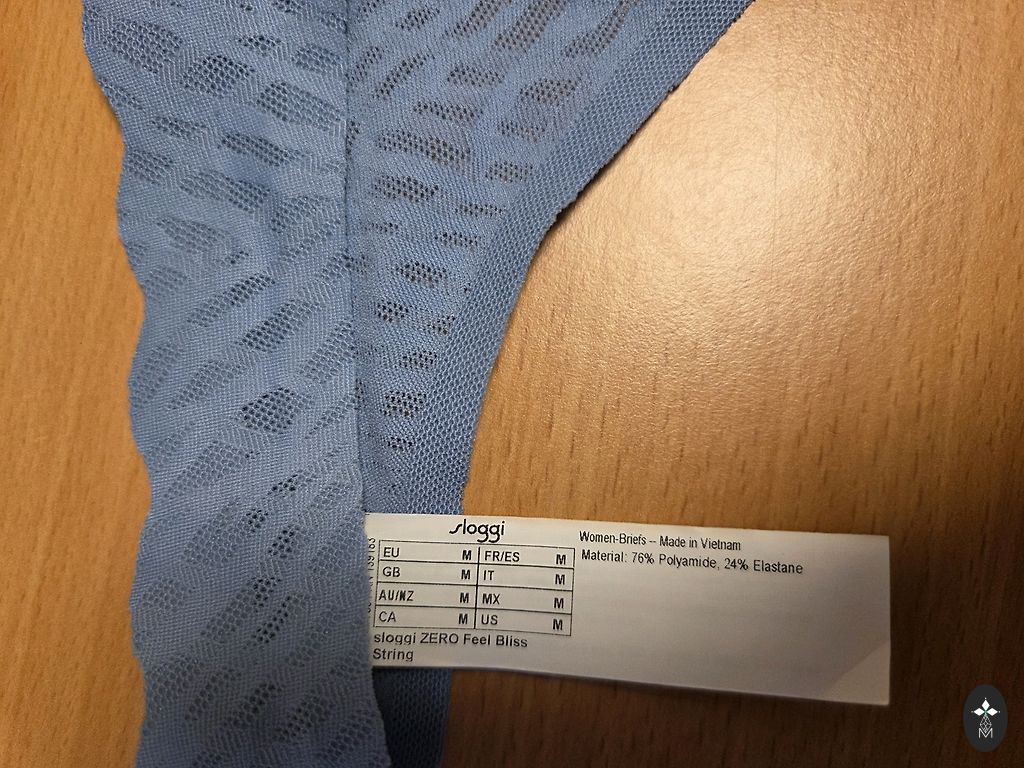 sloggi
EU M FR/ES M
GB M IT M
AU/NZ M MX M
CA M US M
sloggi ZERO Feel Bliss
String
Women-Briefs -- Made in Vietnam
Material: 76% Polyamide, 24% Elastane
M